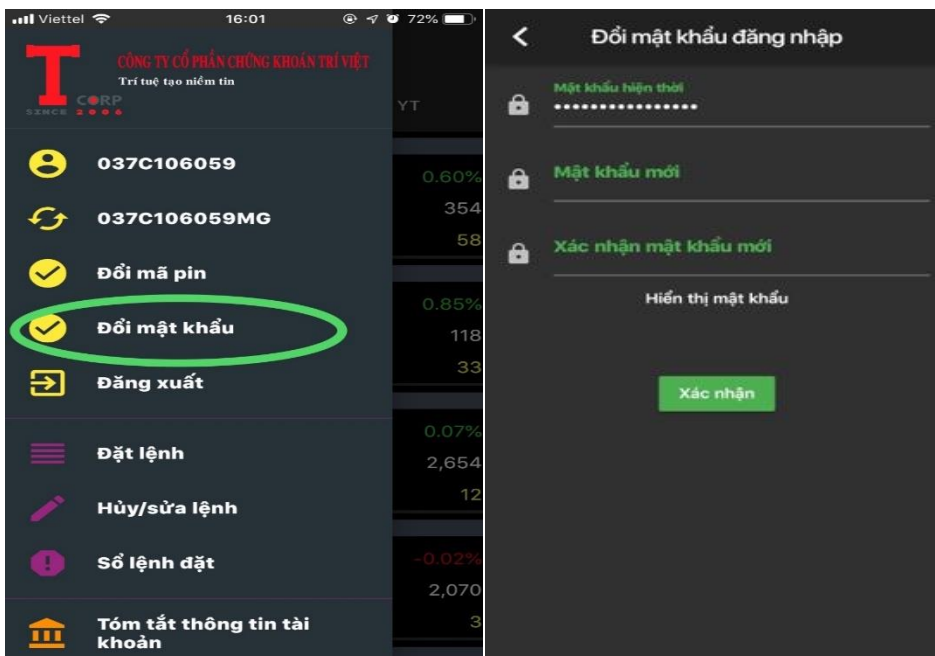 Viettel 16:01 72%
CÔNG TY CỔ PHẦN CHỨNG KHOÁN TRÍ VIỆT
Trí tuệ tạo niềm tin
T
CORP
SINCE 2006
YT
037C106059
0.60%
037C106059MG
354
58
Đổi mã pin
0.85%
Đổi mật khẩu
118
33
Đăng xuất
0.07%
Đặt lệnh
2,654
12
Hủy/sửa lệnh
Sổ lệnh đặt
-0.02%
2,070
Tóm tắt thông tin tài
khoản
3
Đổi mật khẩu đăng nhập
Mật khẩu hiện thời
••••••••••••••••
Mật khẩu mới
Xác nhận mật khẩu mới
Hiển thị mật khẩu
Xác nhận